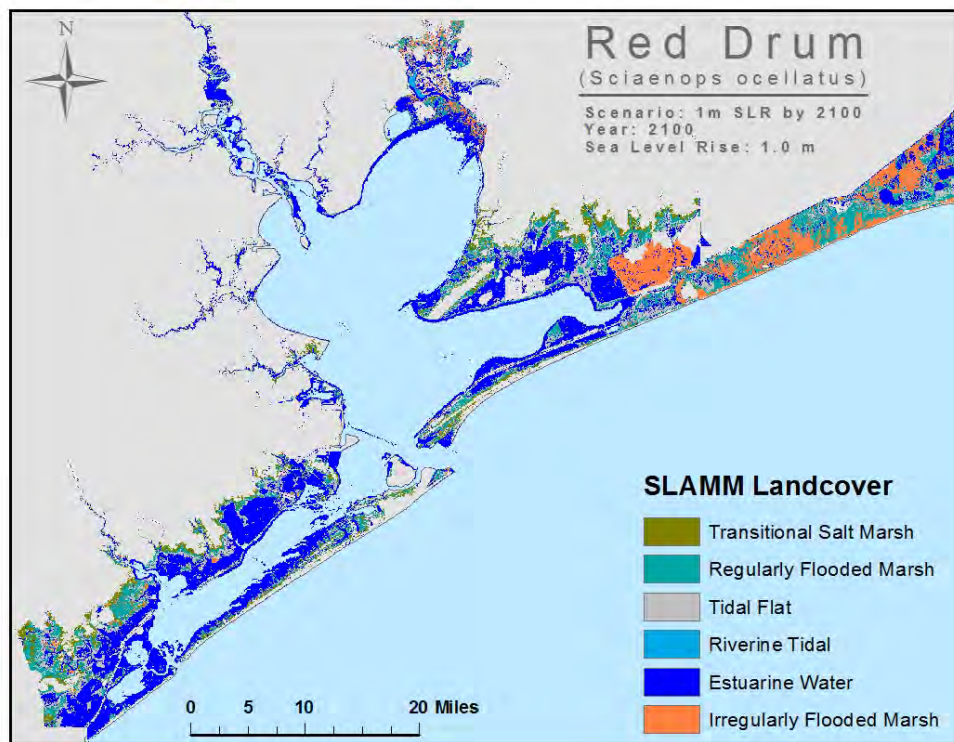 N
Red Drum
(Sciaenops ocellatus)
Scenario: 1m SLR by 2100
Year: 2100
Sea Level Rise: 1.0 m
SLAMM Landcover
Transitional Salt Marsh
Regularly Flooded Marsh
Tidal Flat
Riverine Tidal
Estuarine Water
Irregularly Flooded Marsh
0 5 10 20 Miles